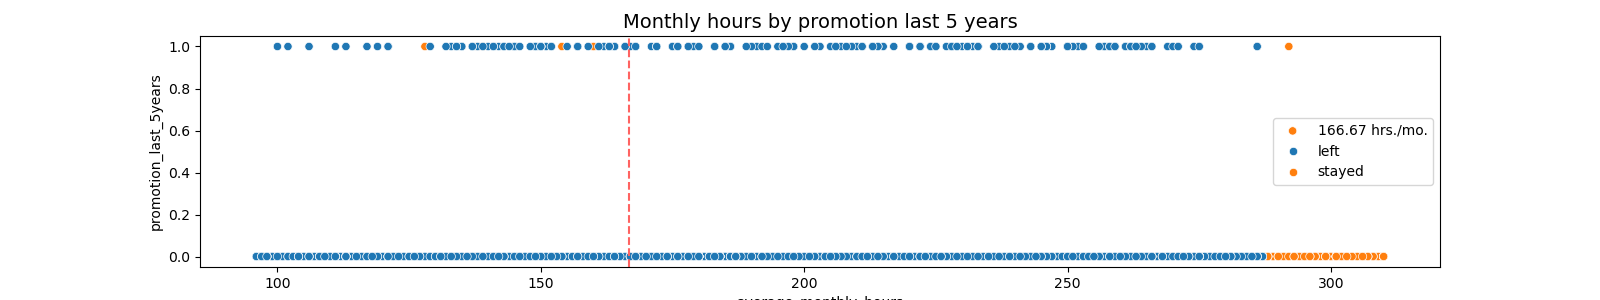 Monthly hours by promotion last 5 years
promotion_last_5years
1.0
0.8
0.6
0.4
0.2
0.0
166.67 hrs./mo.
left
stayed
100 150 200 250 300
average_monthly_hours